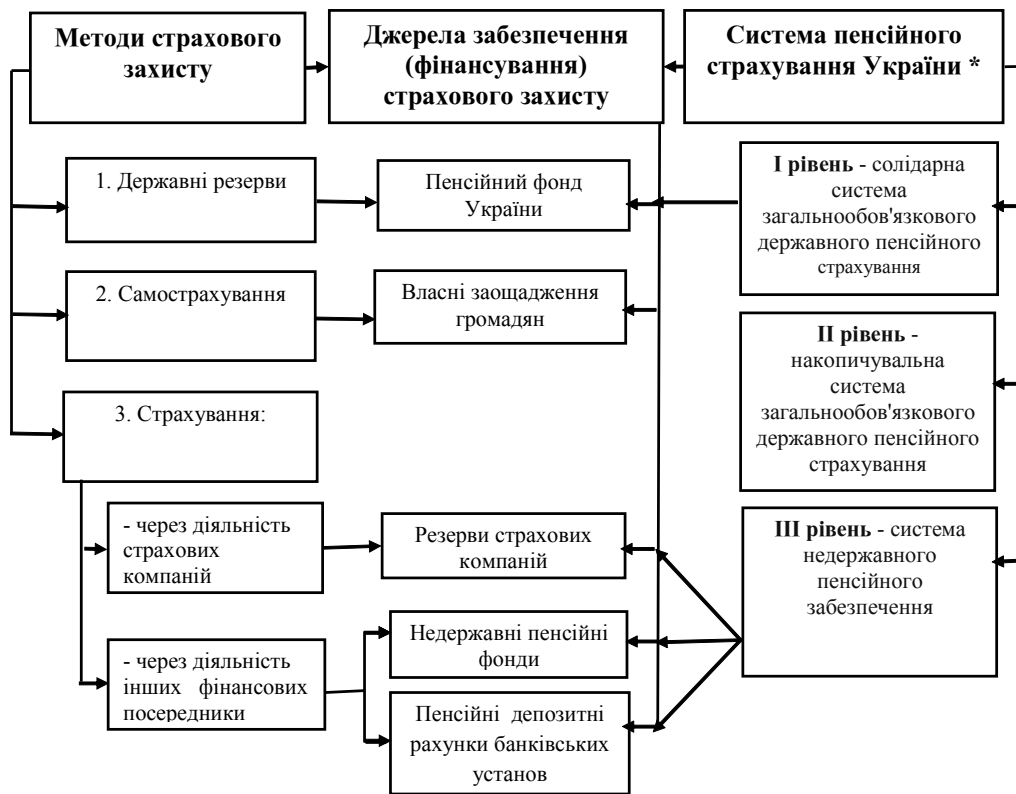 Методи страхового
захисту
Джерела забезпечення
(фінансування)
страхового захисту
Система пенсійного
страхування України *
1. Державні резерви
Пенсійний фонд
України
І рівень - солідарна
система
загальнообов'язкового
державного пенсійного
страхування
2. Самострахування
Власні заощадження
громадян
ІІ рівень -
накопичувальна
система
загальнообов'язкового
державного пенсійного
страхування
3. Страхування:
- через діяльність
страхових
компаній
Резерви страхових
компаній
ІІІ рівень - система
недержавного
пенсійного
забезпечення
- через діяльність
інших фінансових
посередники
Недержавні пенсійні
фонди
Пенсійні депозитні
рахунки банківських
установ